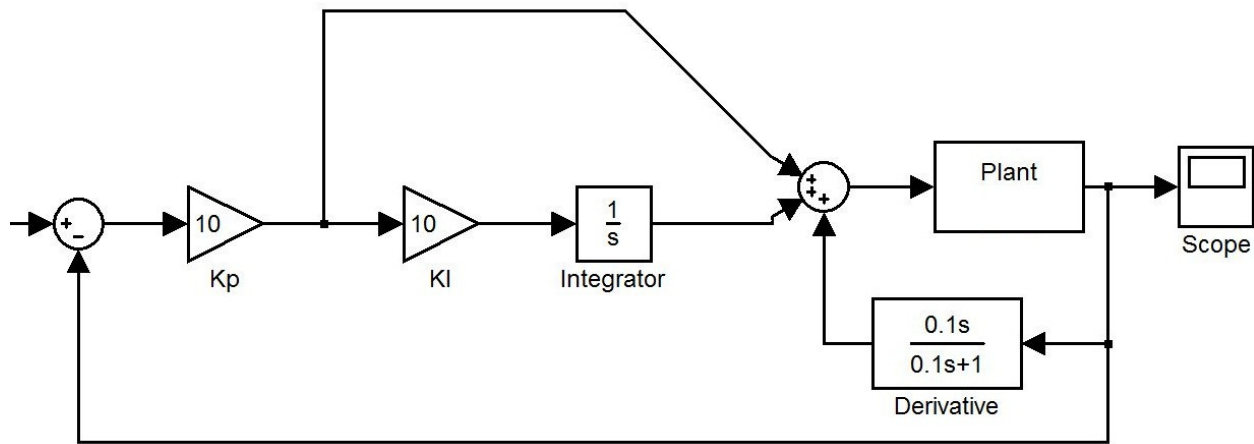 +
−
10
Kp
10
KI
1
s
Integrator
+
+
+
Plant
Scope
0.1s
0.1s+1
Derivative